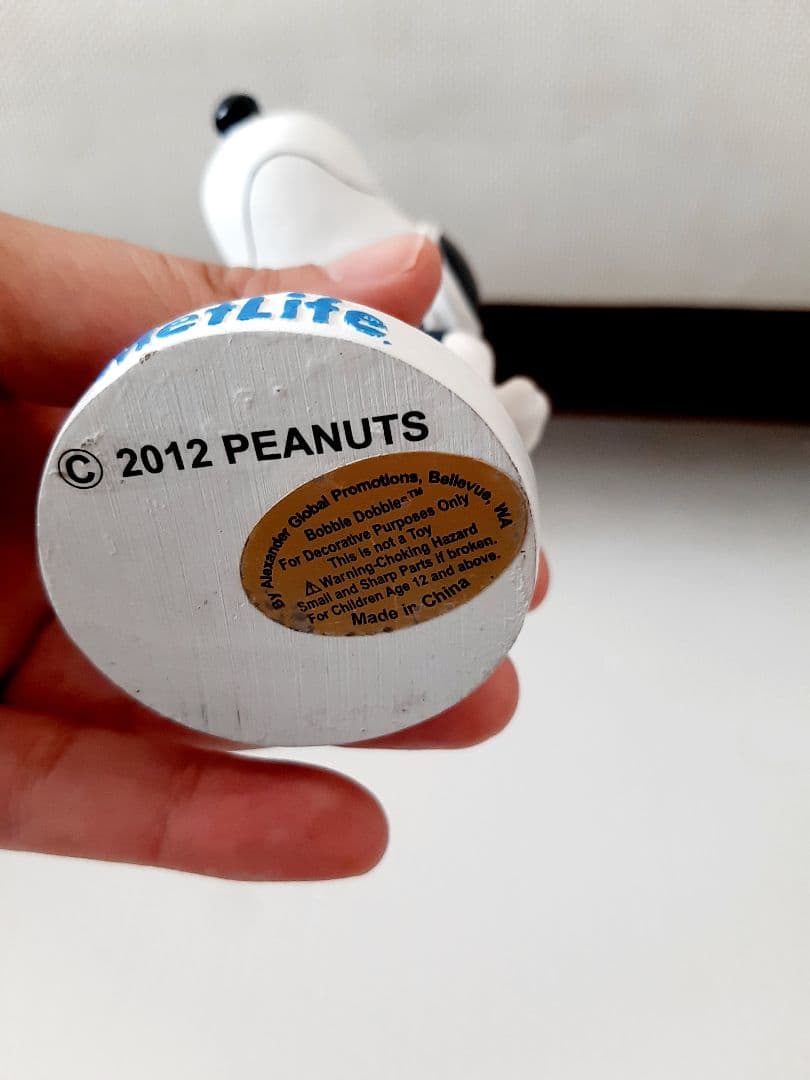 MetLife
© 2012 PEANUTS
By Alexander Global Promotions, Bellevue, WA
Bobble Dobbles™
For Decorative Purposes Only
This is not a Toy
⚠Warning-Choking Hazard
Small and Sharp Parts if broken.
For Children Age 12 and above.
Made in China